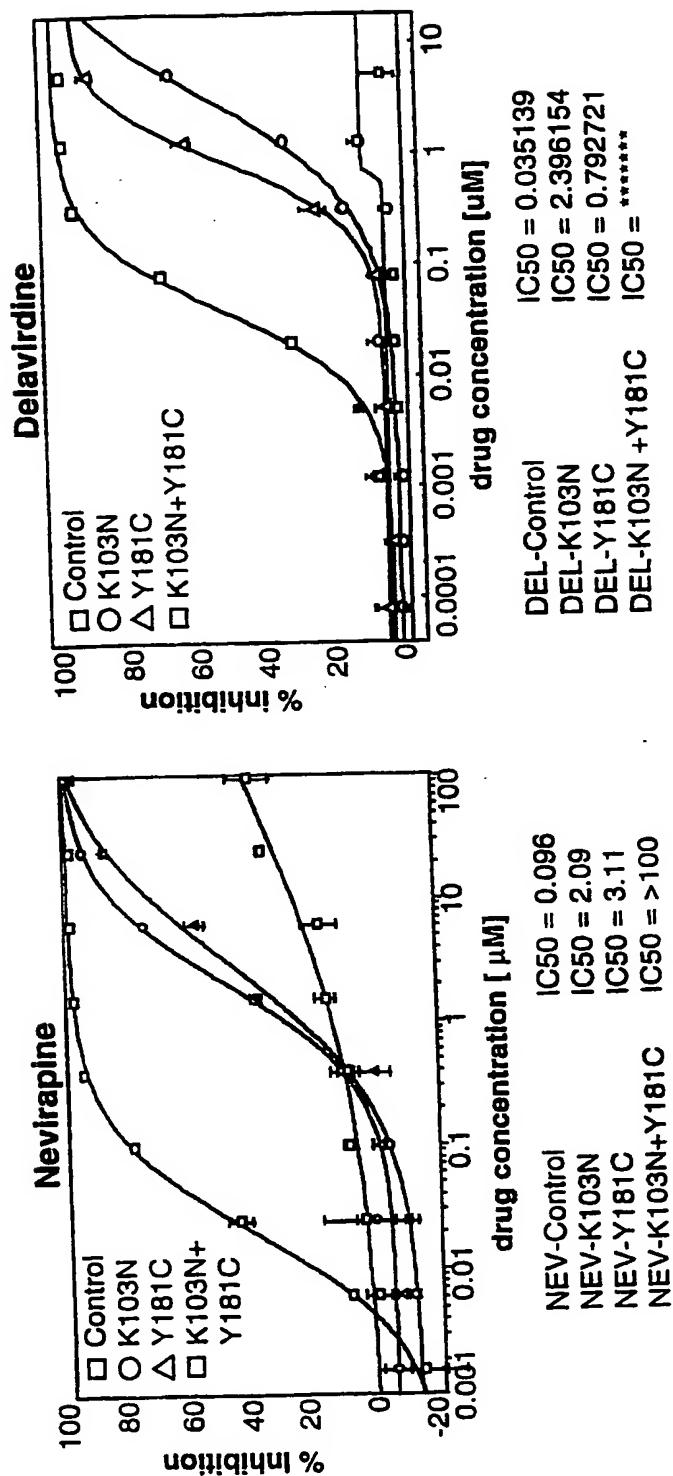 Nevirapine
% Inhibition
100
80
60
40
20
0
-20
□ Control
○ K103N
△ Y181C
□ K103N+
Y181C
0.001
0.01
0.1
1
10
100
drug concentration [ µM]
NEV-Control IC50 = 0.096
NEV-K103N IC50 = 2.09
NEV-Y181C IC50 = 3.11
NEV-K103N+Y181C IC50 = >100
Delavirdine
% inhibition
100
80
60
40
20
0
□ Control
○ K103N
△ Y181C
□ K103N+Y181C
0.0001
0.001
0.01
0.1
1
10
drug concentration [uM]
DEL-Control IC50 = 0.035139
DEL-K103N IC50 = 2.396154
DEL-Y181C IC50 = 0.792721
DEL-K103N +Y181C IC50 = *******